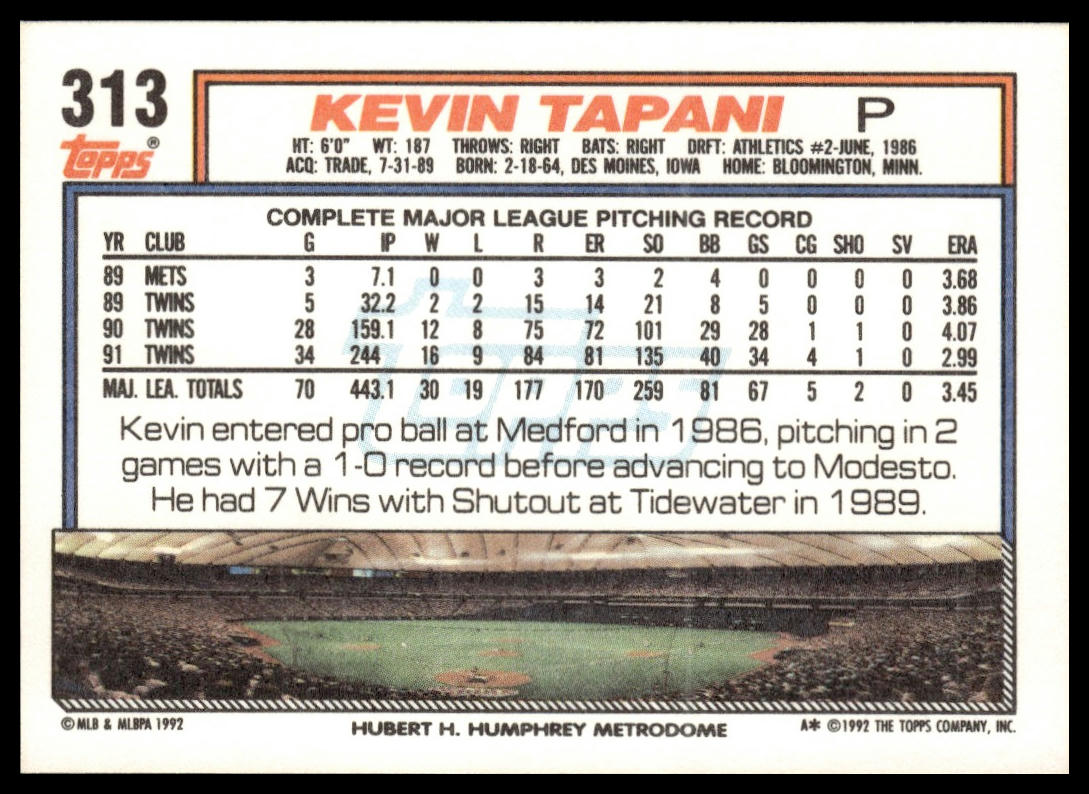 313
KEVIN TAPANI P
Topps®
HT: 6'0" WT: 187 THROWS: RIGHT BATS: RIGHT DRFT: ATHLETICS #2-JUNE, 1986
ACQ: TRADE, 7-31-89 BORN: 2-18-64, DES MOINES, IOWA HOME: BLOOMINGTON, MINN.
COMPLETE MAJOR LEAGUE PITCHING RECORD
YR CLUB G IP W L R ER SO BB GS CG SHO SV ERA
89 METS 3 7.1 0 0 3 3 2 4 0 0 0 0 3.68
89 TWINS 5 32.2 2 2 15 14 21 8 5 0 0 0 3.86
90 TWINS 28 159.1 12 8 75 72 101 29 28 1 1 0 4.07
91 TWINS 34 244 16 9 84 81 135 40 34 4 1 0 2.99
MAJ. LEA. TOTALS 70 443.1 30 19 177 170 259 81 67 5 2 0 3.45
Topps
Kevin entered pro ball at Medford in 1986, pitching in 2
games with a 1-0 record before advancing to Modesto.
He had 7 Wins with Shutout at Tidewater in 1989.
© MLB & MLBPA 1992
HUBERT H. HUMPHREY METRODOME
A* ©1992 THE TOPPS COMPANY, INC.